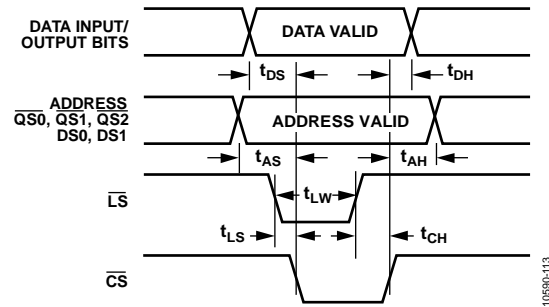 DATA INPUT/
OUTPUT BITS
DATA VALID
tDS
tDH
ADDRESS
QS0, QS1, QS2
DS0, DS1
ADDRESS VALID
tAS
tAH
LS
tLW
tLS
tCH
CS
10590-113